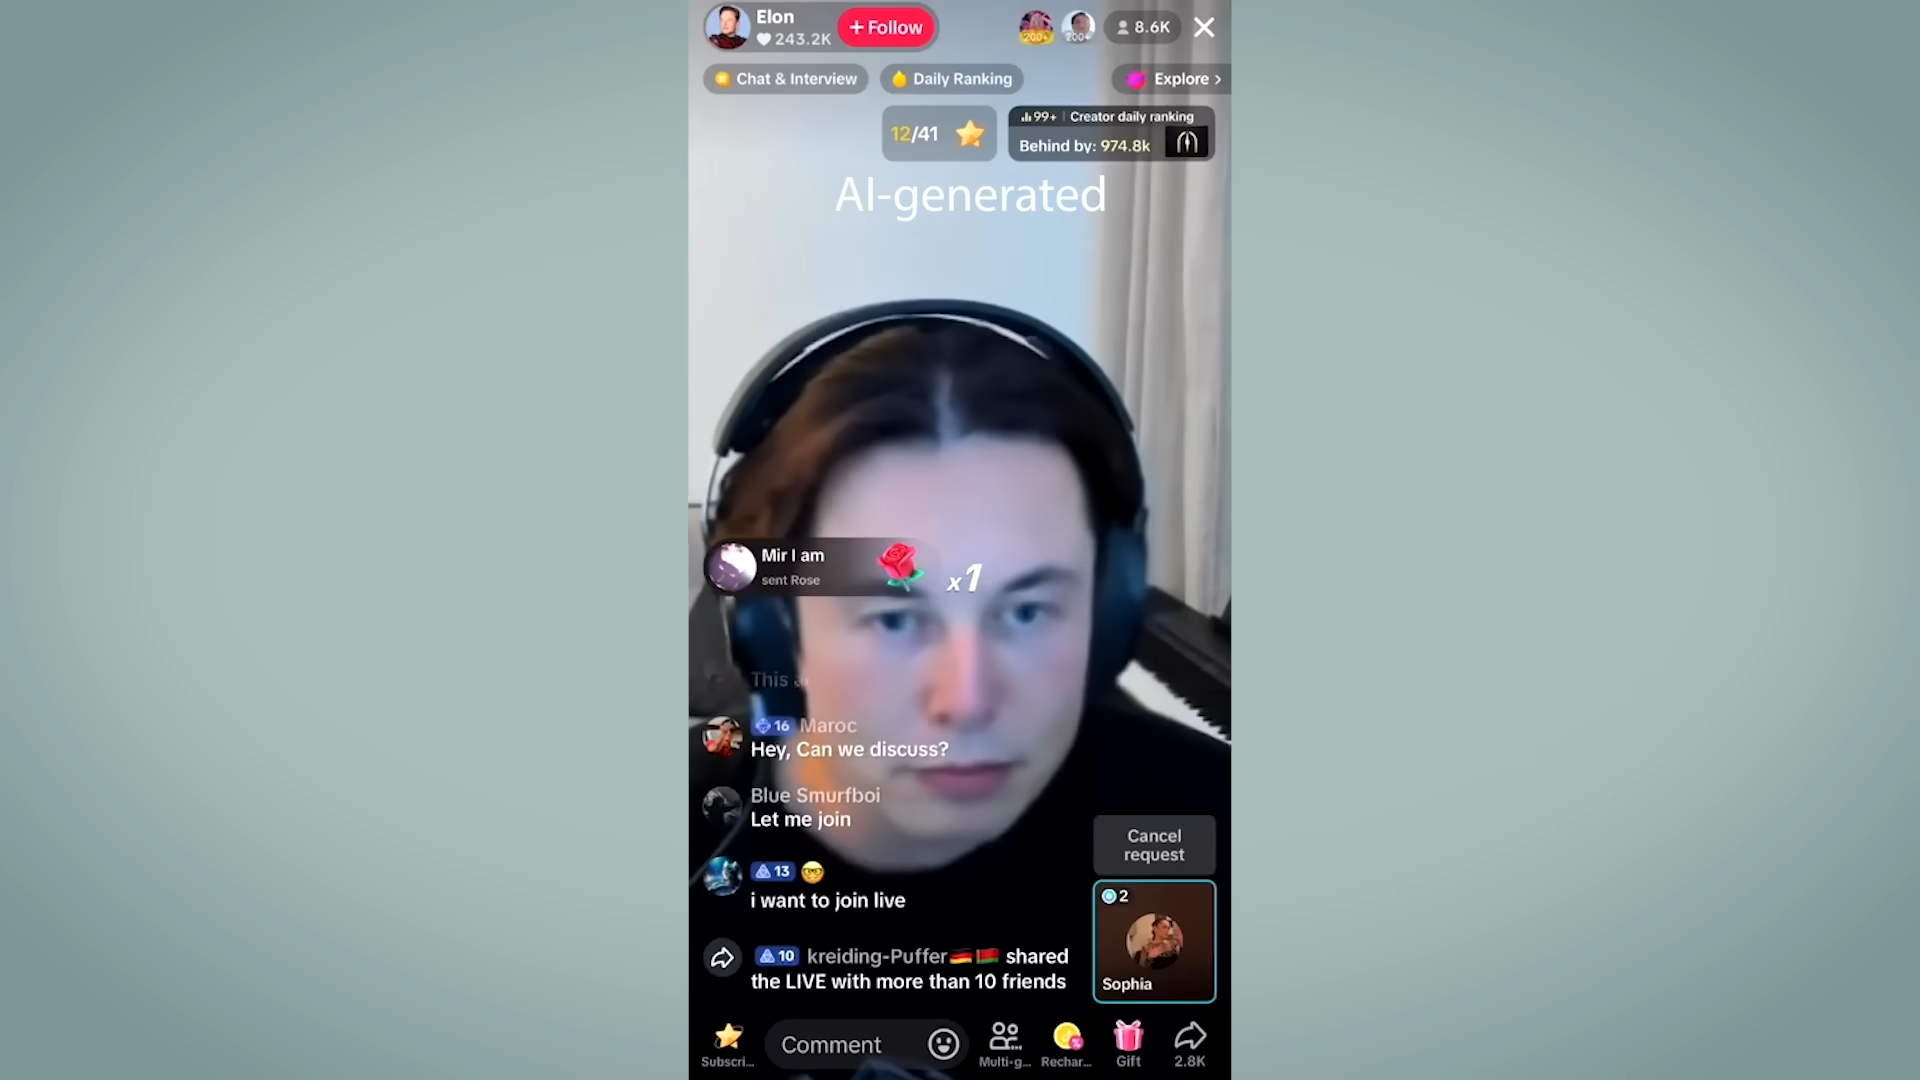 Elon
243.2K
+ Follow
200+
200+
8.6K
Chat & Interview
Daily Ranking
Explore >
12/41
99+ | Creator daily ranking
Behind by: 974.8k
AI-generated
Mir I am
sent Rose
x1
This
16 Maroc
Hey, Can we discuss?
Blue Smurfboi
Let me join
13
i want to join live
10 kreiding-Puffer shared
the LIVE with more than 10 friends
Cancel
request
2
Sophia
Subscri...
Comment
Multi-g...
Rechar...
Gift
2.8K